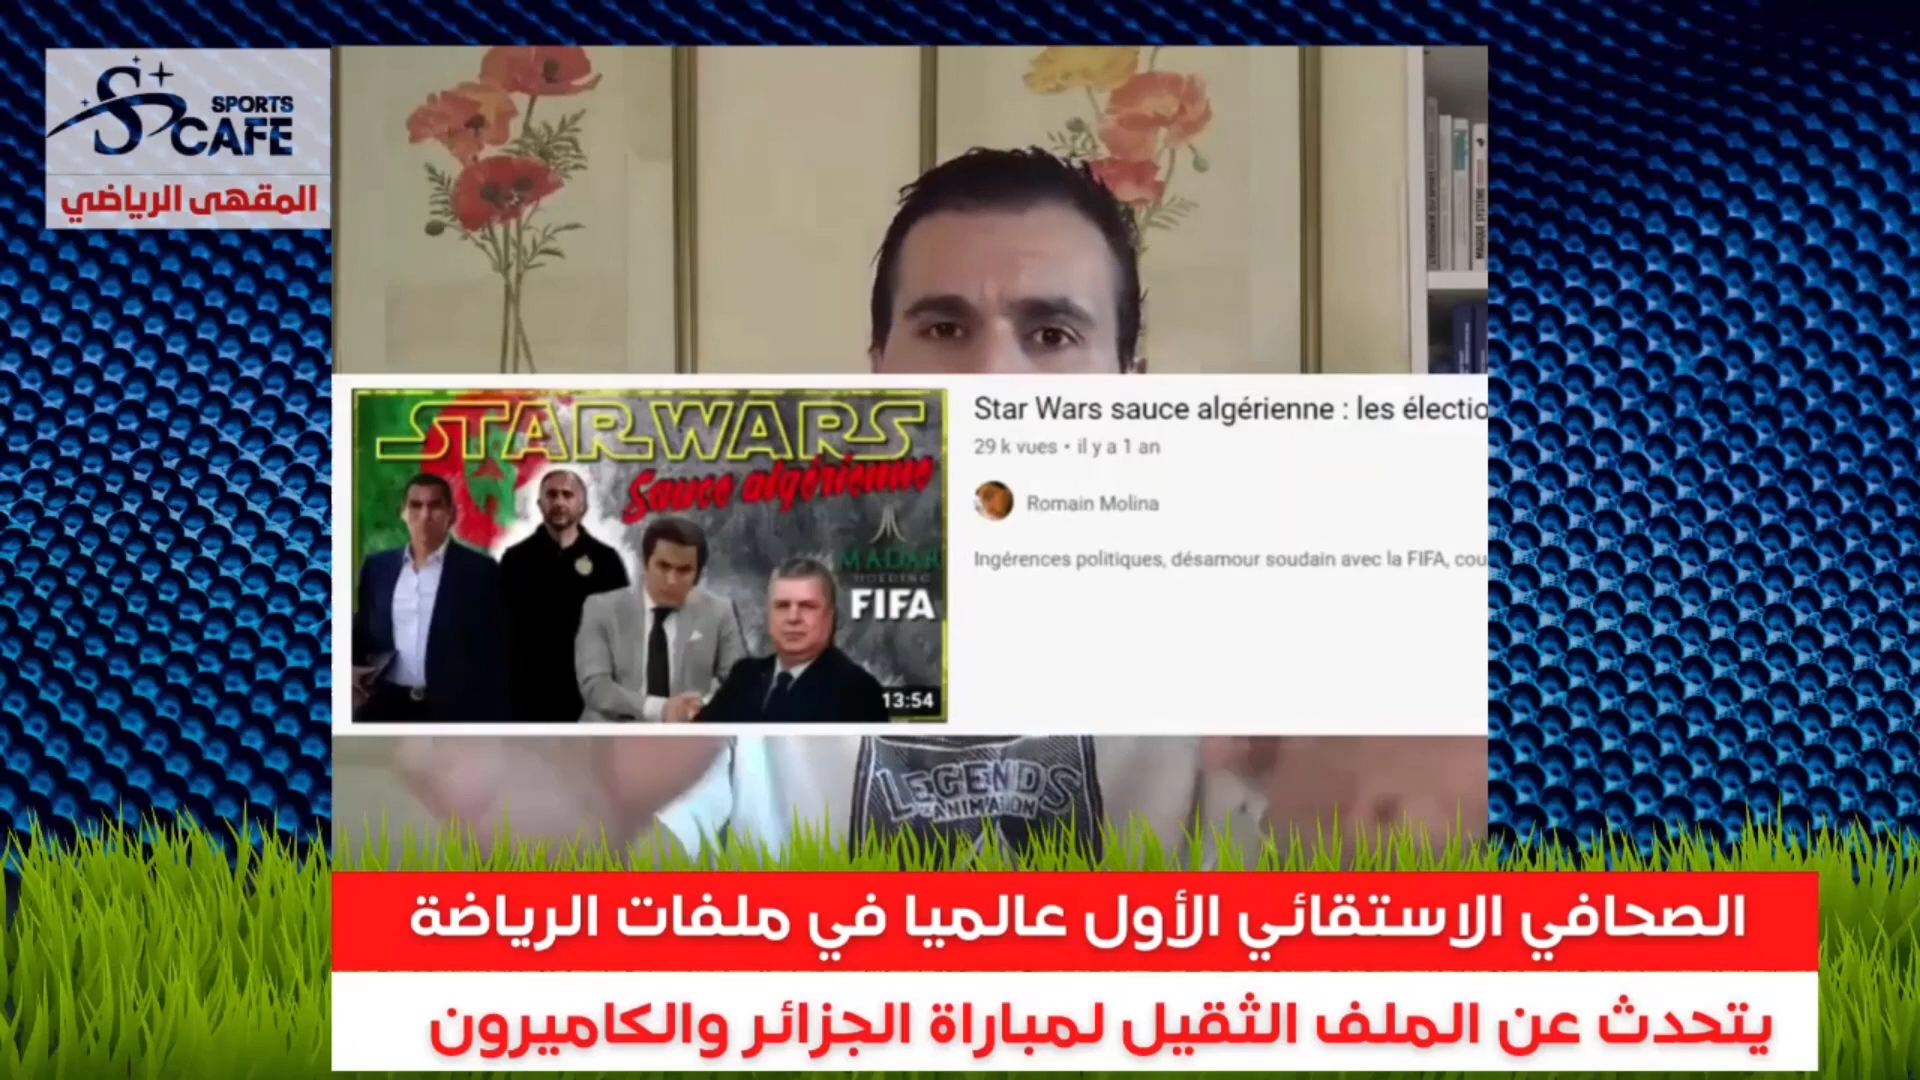 SPORTS
CAFE
المقهى الرياضي
STAR WARS
Sauce algérienne
MADAR
HOLDING
FIFA
13:54
Star Wars sauce algérienne : les électio
29 k vues • il y a 1 an
Romain Molina
Ingérences politiques, désamour soudain avec la FIFA, cou
LEGENDS
ANIMATION
الصحافي الاستقائي الأول عالميا في ملفات الرياضة
يتحدث عن الملف الثقيل لمباراة الجزائر والكاميرون